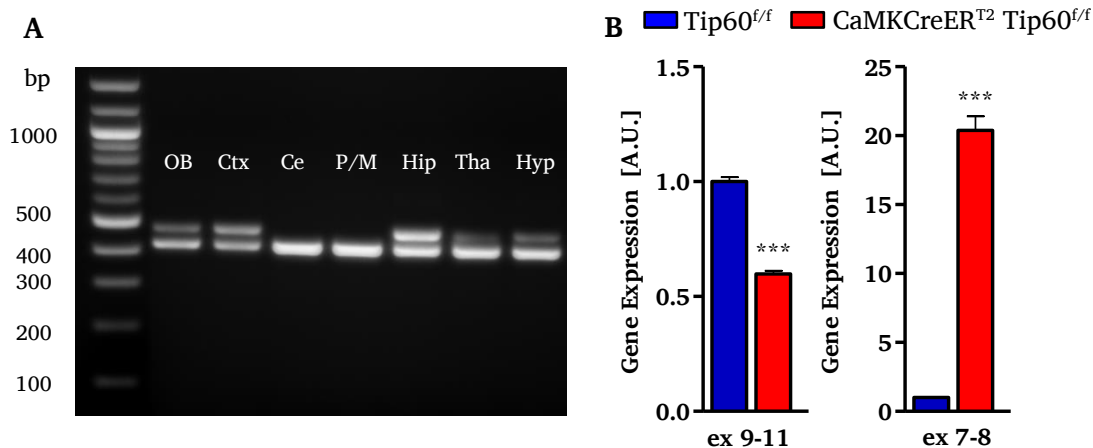 A
bp
1000
500
400
300
200
100
OB Ctx Ce P/M Hip Tha Hyp
B
Tip60f/f CaMKCreERT2 Tip60f/f
Gene Expression [A.U.]
1.5
1.0
0.5
0.0
***
ex 9-11
Gene Expression [A.U.]
25
20
15
10
5
0
***
ex 7-8